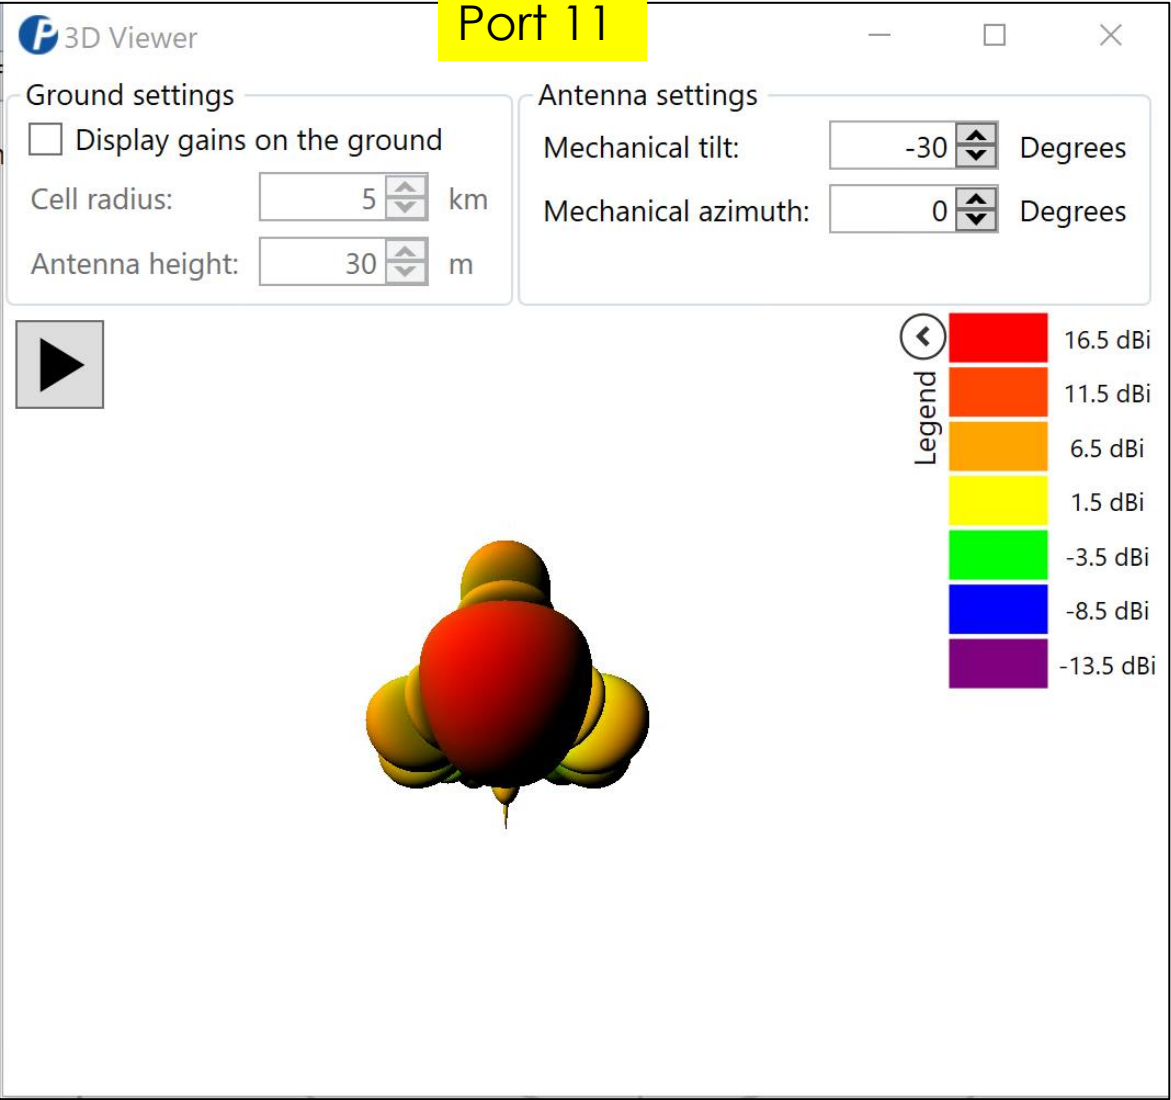 Port 11
3D Viewer
Ground settings
Display gains on the ground
Cell radius: 5 km
Antenna height: 30 m
Antenna settings
Mechanical tilt: -30 Degrees
Mechanical azimuth: 0 Degrees
Legend
16.5 dBi
11.5 dBi
6.5 dBi
1.5 dBi
-3.5 dBi
-8.5 dBi
-13.5 dBi